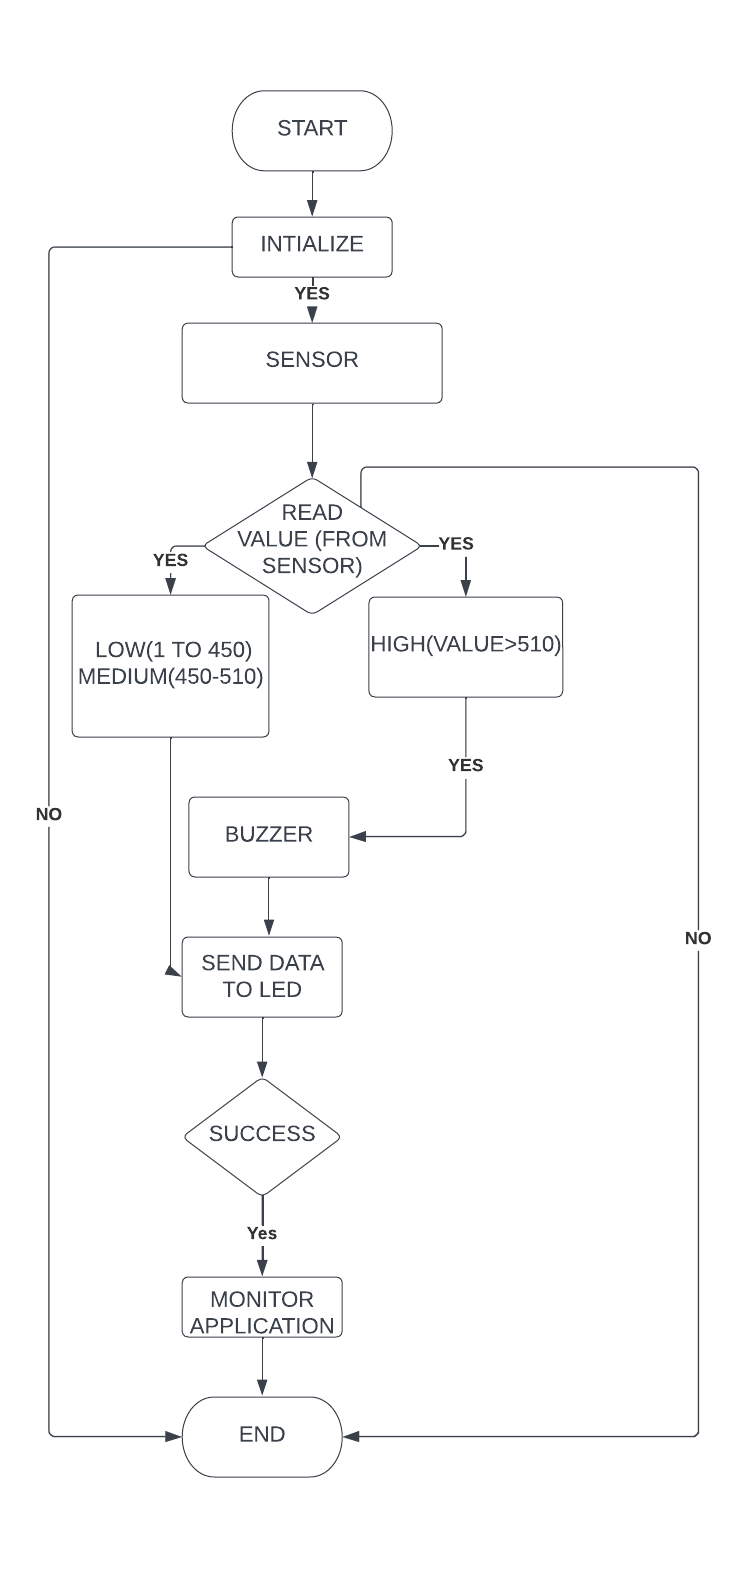 START
INTIALIZE
YES
SENSOR
READ
VALUE (FROM
SENSOR)
YES
YES
LOW(1 TO 450)
MEDIUM(450-510)
HIGH(VALUE>510)
YES
NO
BUZZER
NO
SEND DATA
TO LED
SUCCESS
Yes
MONITOR
APPLICATION
END